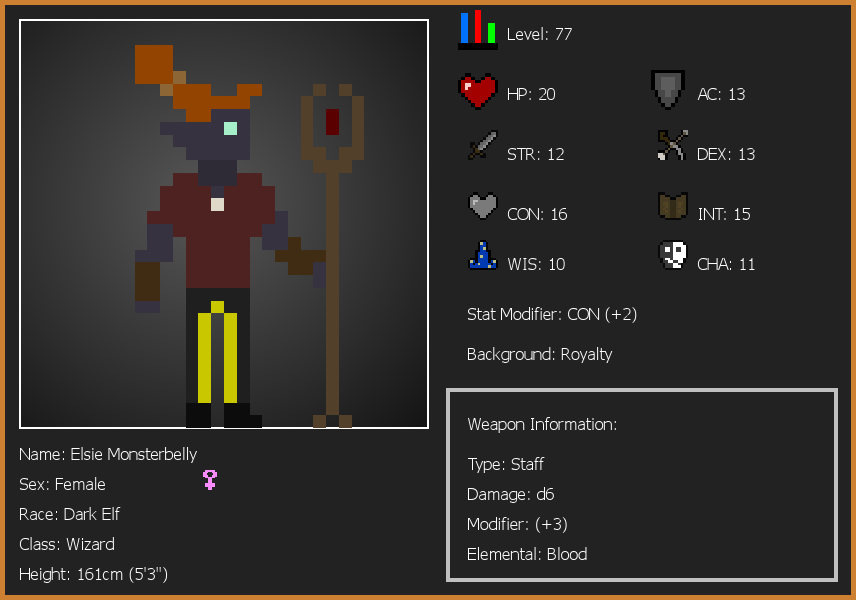 Level: 77
HP: 20
AC: 13
STR: 12
DEX: 13
CON: 16
INT: 15
WIS: 10
CHA: 11
Stat Modifier: CON (+2)
Background: Royalty
Weapon Information:
Type: Staff
Damage: d6
Modifier: (+3)
Elemental: Blood
Name: Elsie Monsterbelly
Sex: Female
Race: Dark Elf
Class: Wizard
Height: 161cm (5'3")